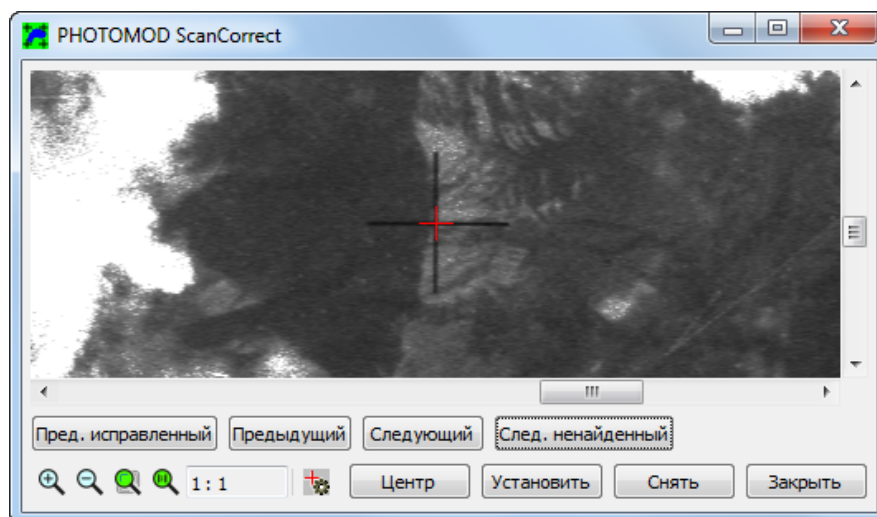 PHOTOMOD ScanCorrect
Пред. исправленный Предыдущий Следующий След. ненайденный
1 : 1 Центр Установить Снять Закрыть